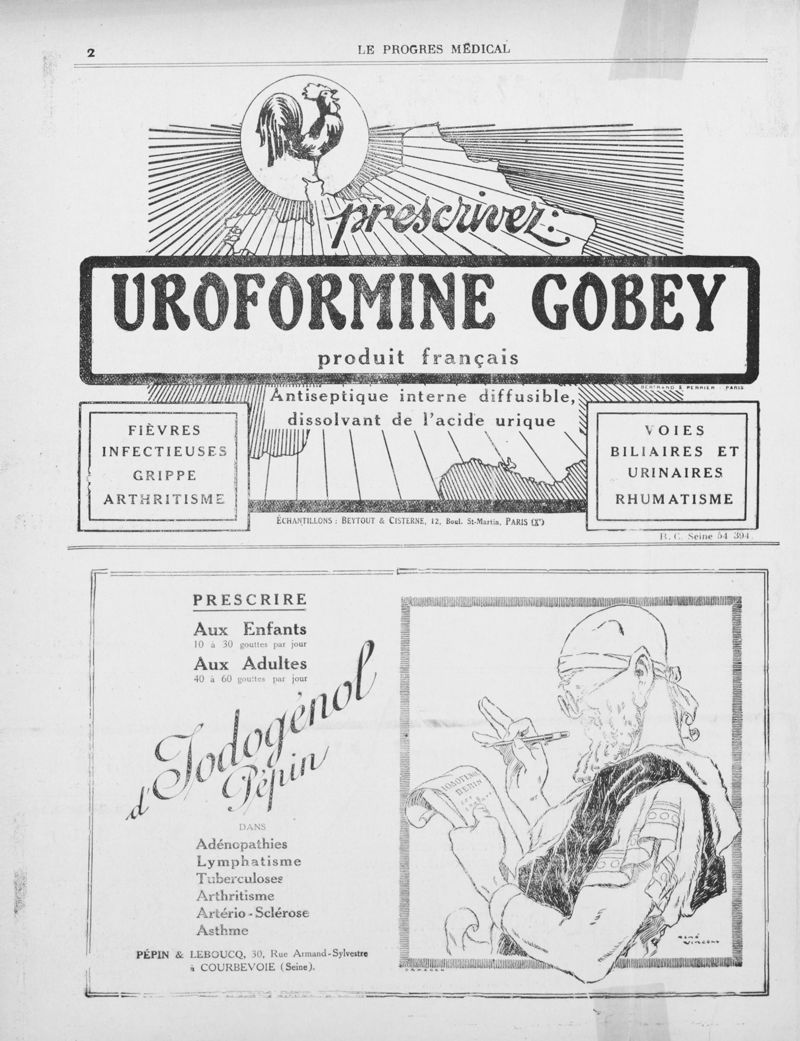 2
LE PROGRES MÉDICAL
prescrivez:
UROFORMINE GOBEY
produit français
BERTRAND & PERRIER - PARIS
Antiseptique interne diffusible,
dissolvant de l'acide urique
FIÈVRES
INFECTIEUSES
GRIPPE
ARTHRITISME
VOIES
BILIAIRES ET
URINAIRES
RHUMATISME
ÉCHANTILLONS : BEYTOUT & CISTERNE, 12, Boul. St-Martin, PARIS (Xe)
R. C. Seine 54 394.
PRESCRIRE
Aux Enfants
10 à 30 gouttes par jour
Aux Adultes
40 à 60 gouttes par jour
d'Iodogénol
Pépin
DANS
Adénopathies
Lymphatisme
Tuberculoses
Arthritisme
Artério-Sclérose
Asthme
PÉPIN & LEBOUCQ, 30, Rue Armand-Sylvestre
à COURBEVOIE (Seine).
PEPIN
RENÉ
VINCENT